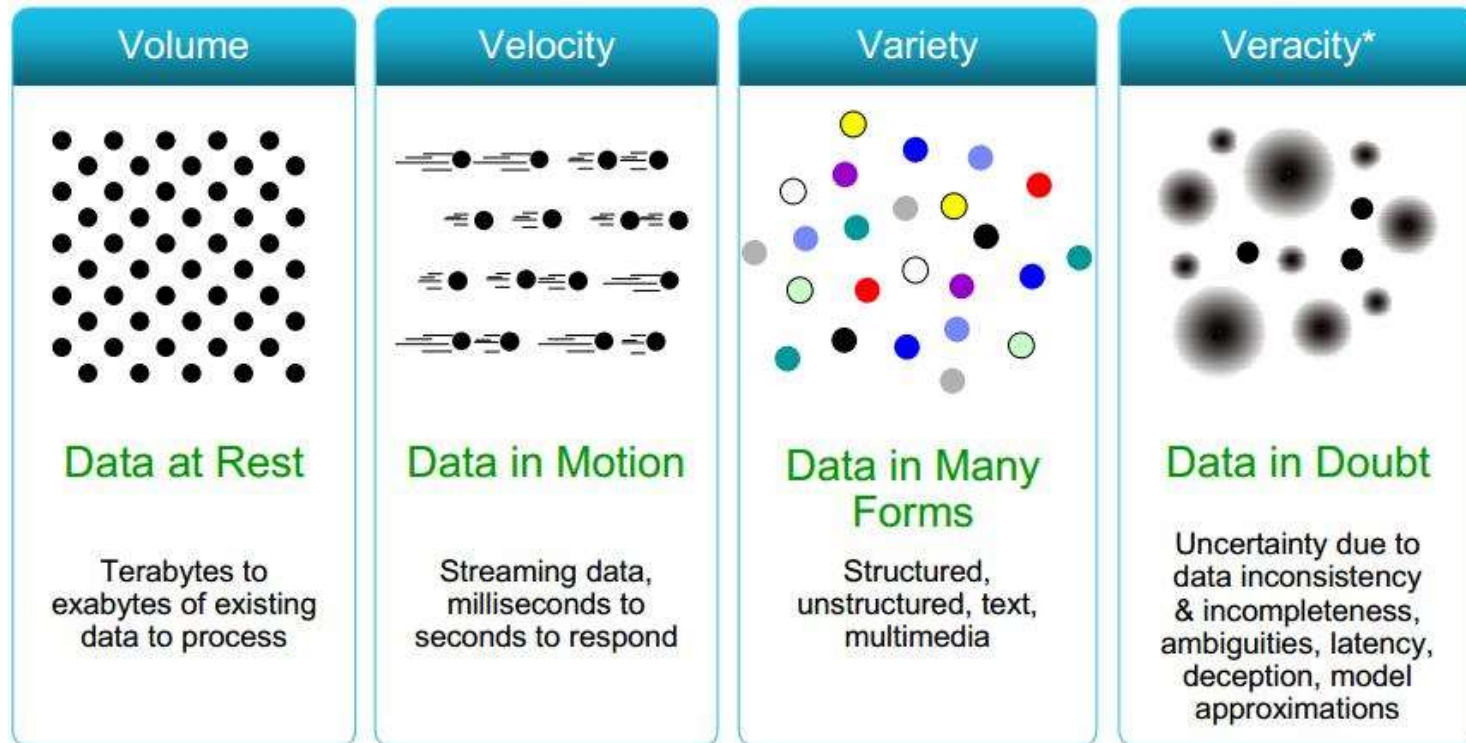 Volume
Data at Rest
Terabytes to
exabytes of existing
data to process
Velocity
Data in Motion
Streaming data,
milliseconds to
seconds to respond
Variety
Data in Many
Forms
Structured,
unstructured, text,
multimedia
Veracity*
Data in Doubt
Uncertainty due to
data inconsistency
& incompleteness,
ambiguities, latency,
deception, model
approximations